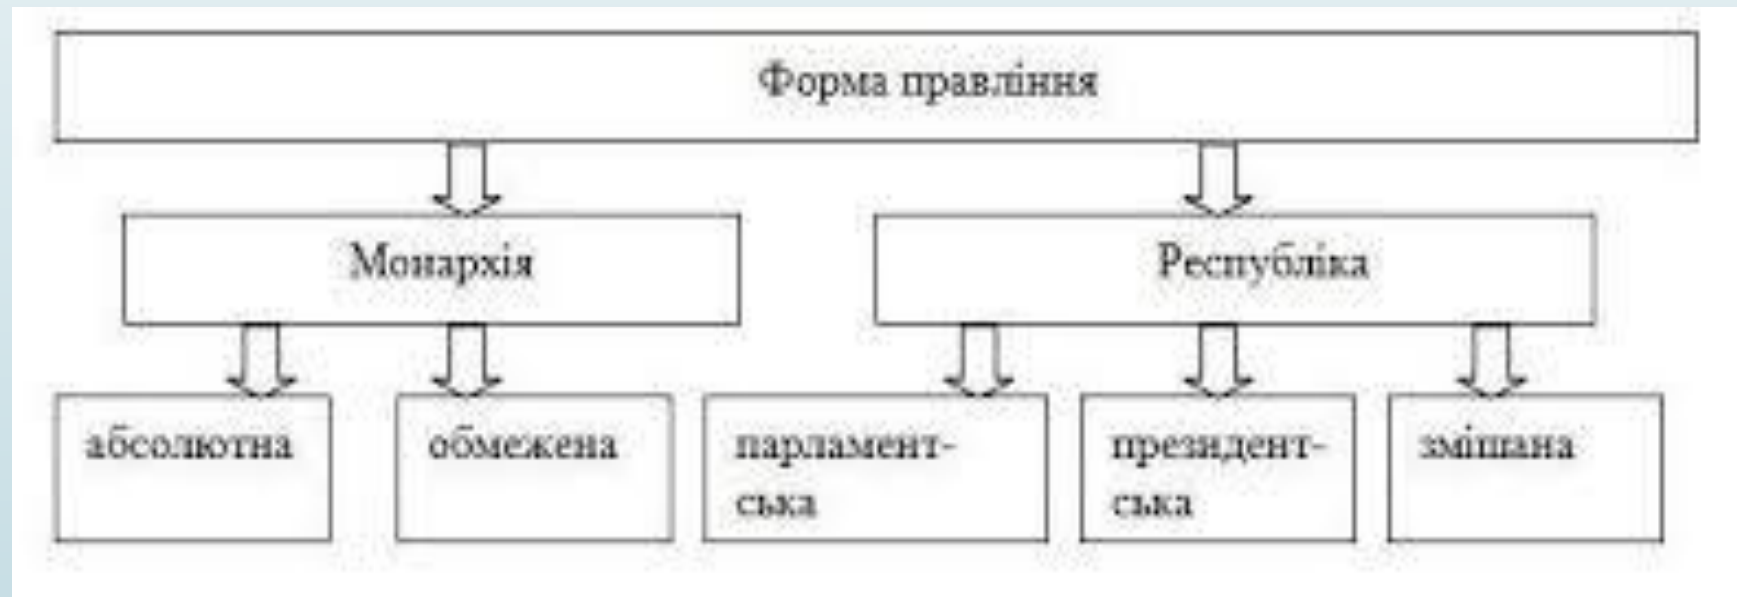 Форма правління
Монархія
Республіка
абсолютна
обмежена
парламент-
ська
президент-
ська
змішана